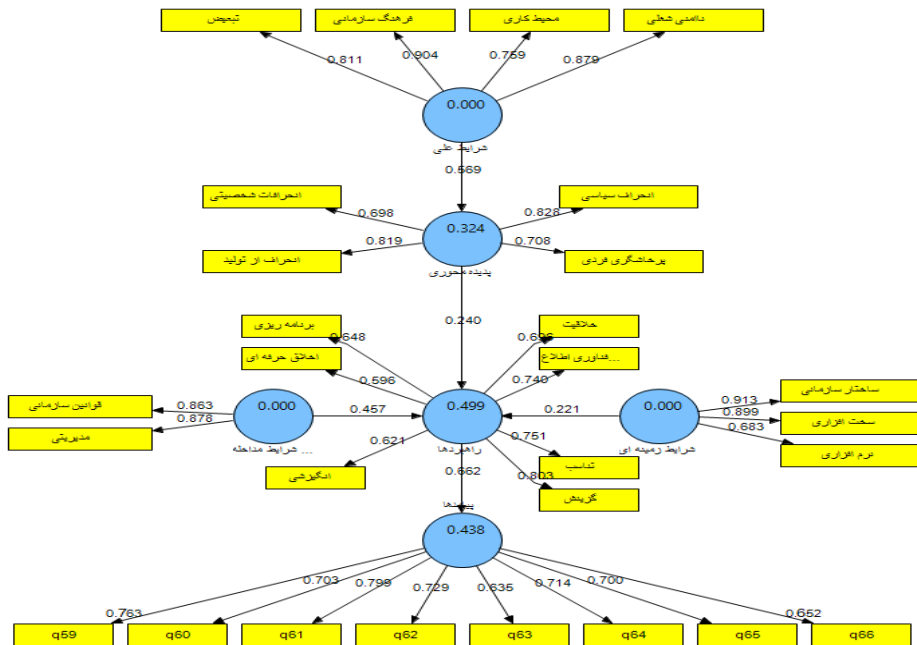 تبعیض
فرهنگ سازمانی
محیط کاری
ناامنی شغلی
0.811
0.904
0.759
0.879
0.000
شرایط علی
0.569
انحرافات شخصیتی
انحراف سیاسی
0.698
0.828
0.324
0.819
0.708
انحراف از تولید
پرخاشگری فردی
پدیده محوری
0.240
برنامه ریزی
خلاقیت
0.648
0.696
اخلاق حرفه ای
فناوری اطلاع...
0.596
0.740
قوانین سازمانی
0.863
0.000
0.457
0.499
0.221
0.000
0.913
ساختار سازمانی
مدیریتی
0.878
0.899
سخت افزاری
0.683
نرم افزاری
شرایط مداخله ...
راهبردها
شرایط زمینه ای
0.621
0.751
انگیزشی
0.662
تناسب
0.803
گزینش
پیامدها
0.438
0.763
0.703
0.799
0.729
0.635
0.714
0.700
0.652
q59
q60
q61
q62
q63
q64
q65
q66